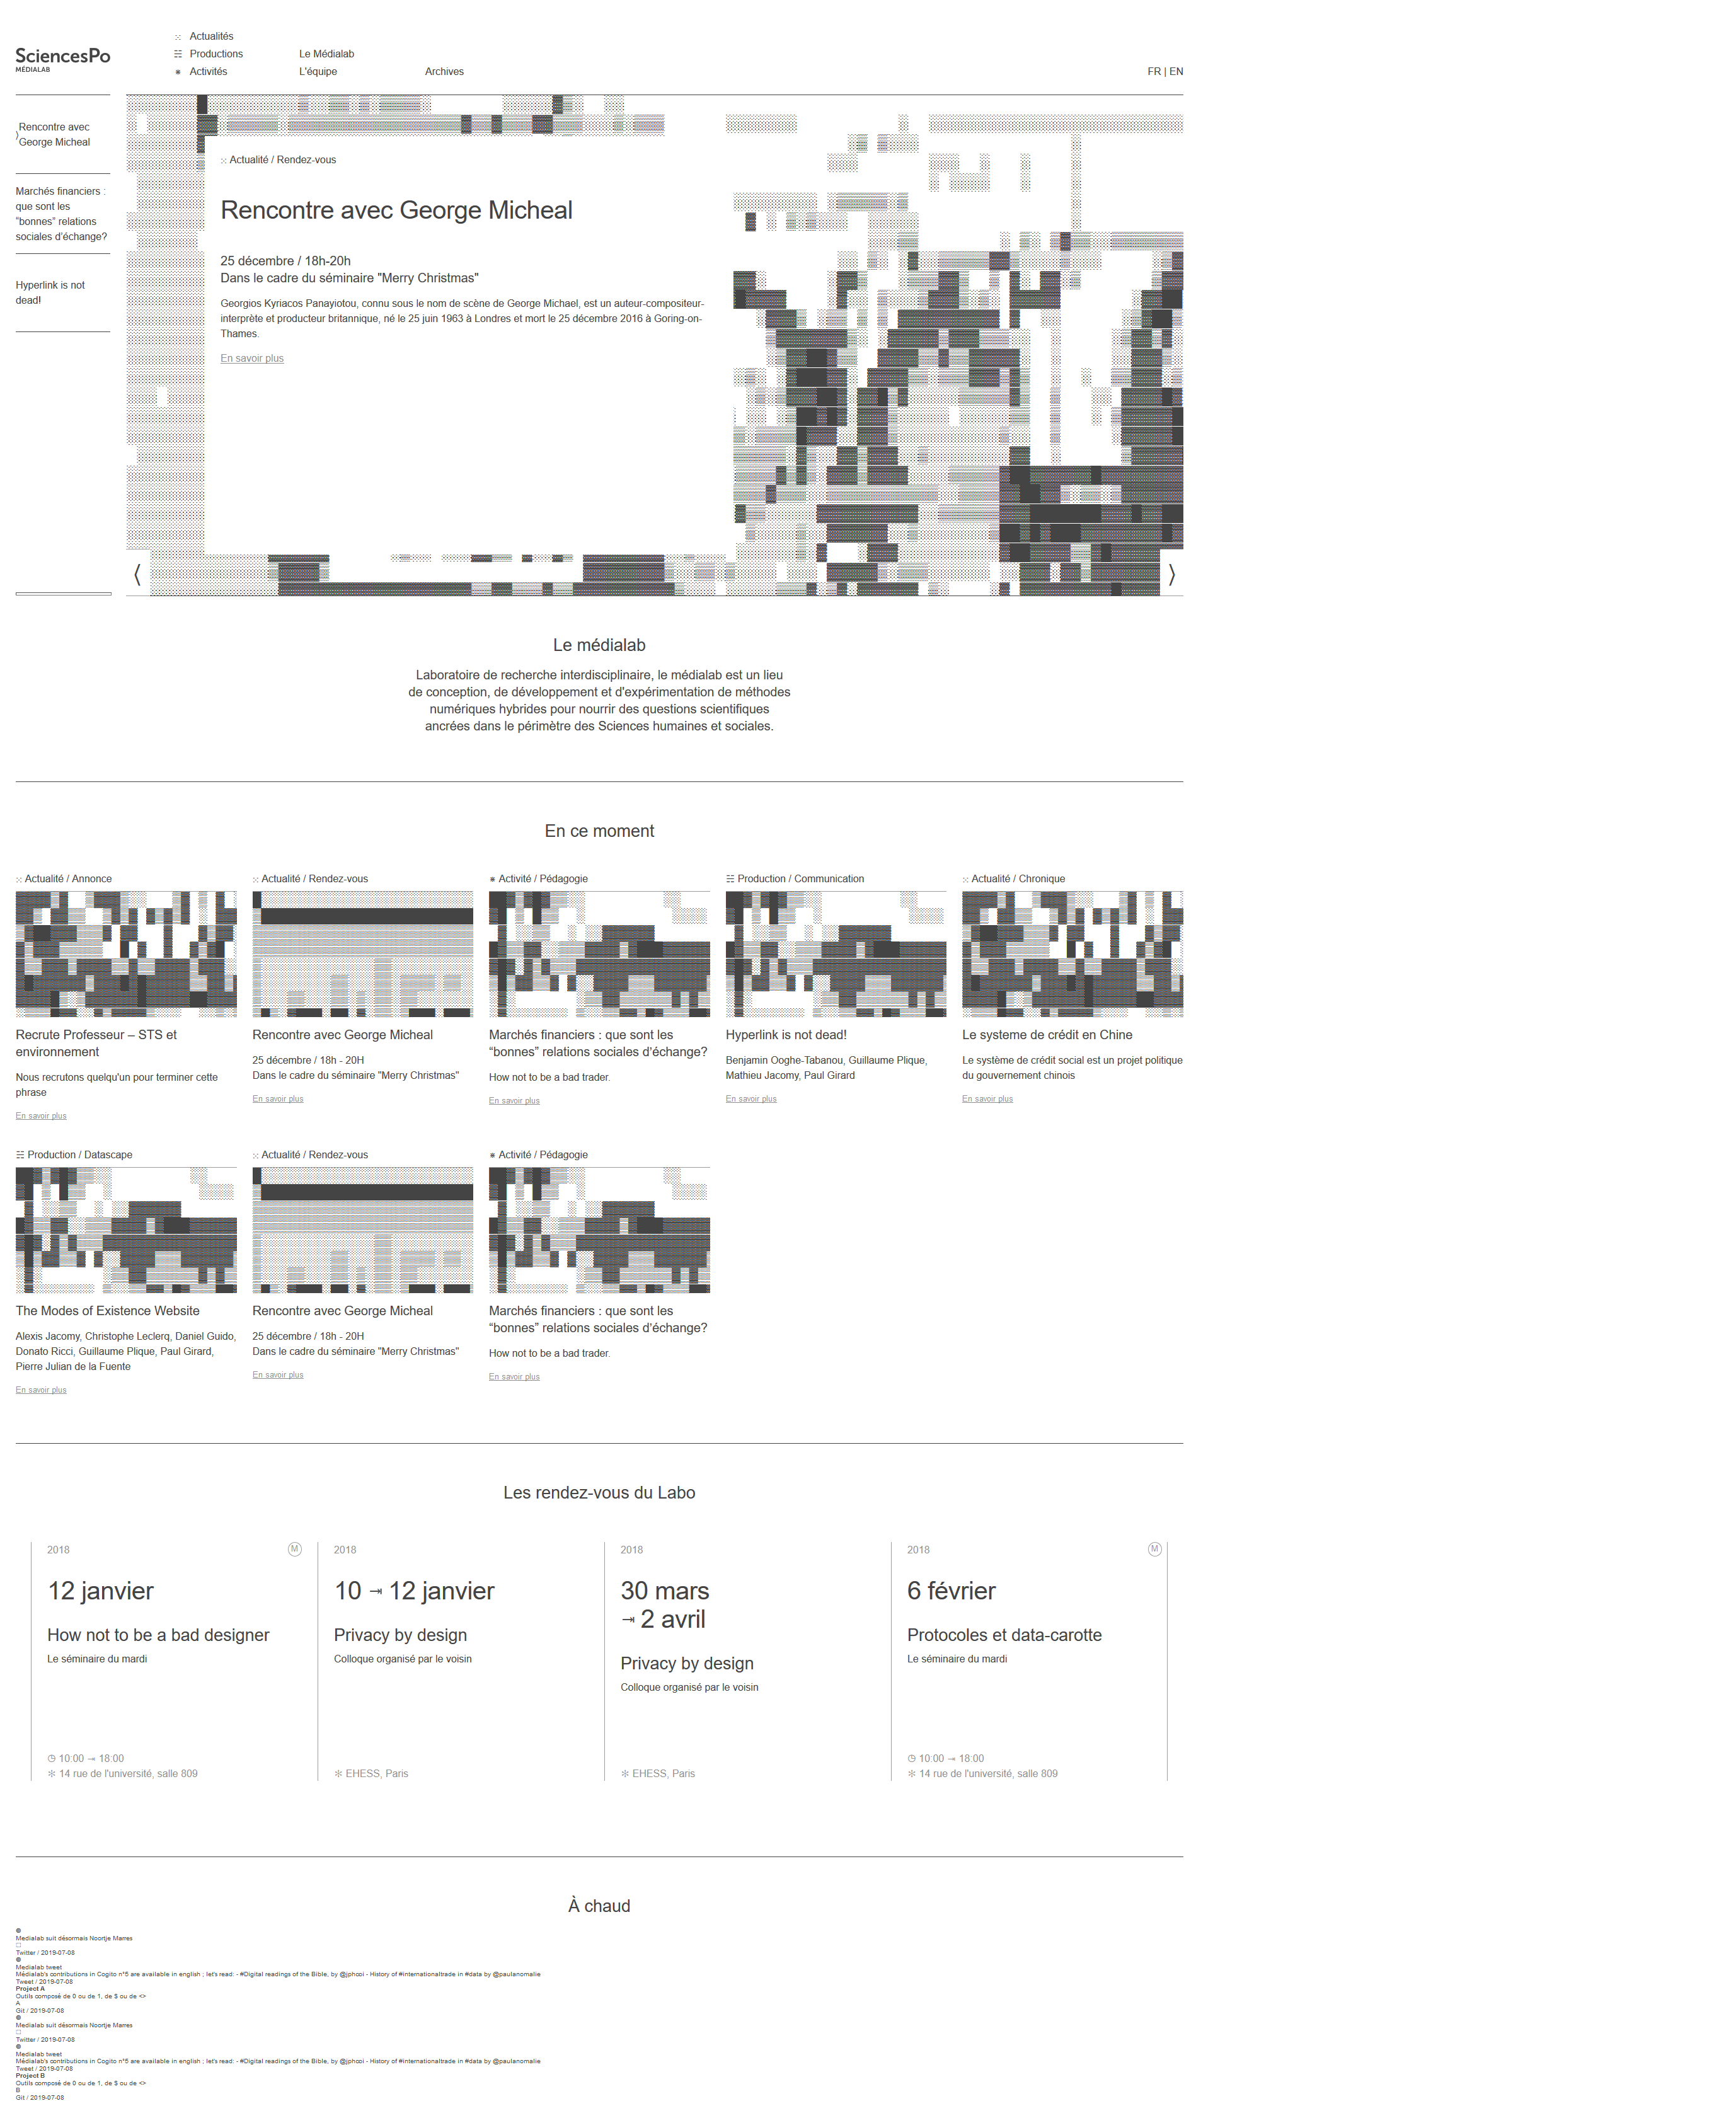 SciencesPo
MÉDIALAB
Actualités
Productions
Activités
Le Médialab
L'équipe
Archives
FR | EN
Rencontre avec
George Micheal
Marchés financiers :
que sont les
“bonnes” relations
sociales d’échange?
Hyperlink is not
dead!
Actualité / Rendez-vous
Rencontre avec George Micheal
25 décembre / 18h-20h
Dans le cadre du séminaire "Merry Christmas"
Georgios Kyriacos Panayiotou, connu sous le nom de scène de George Michael, est un auteur-compositeur-
interprète et producteur britannique, né le 25 juin 1963 à Londres et mort le 25 décembre 2016 à Goring-on-
Thames.
En savoir plus
Le médialab
Laboratoire de recherche interdisciplinaire, le médialab est un lieu
de conception, de développement et d'expérimentation de méthodes
numériques hybrides pour nourrir des questions scientifiques
ancrées dans le périmètre des Sciences humaines et sociales.
En ce moment
Actualité / Annonce
Recrute Professeur – STS et
environnement
Nous recrutons quelqu'un pour terminer cette
phrase
En savoir plus
Actualité / Rendez-vous
Rencontre avec George Micheal
25 décembre / 18h - 20H
Dans le cadre du séminaire "Merry Christmas"
En savoir plus
Activité / Pédagogie
Marchés financiers : que sont les
“bonnes” relations sociales d’échange?
How not to be a bad trader.
En savoir plus
Production / Communication
Hyperlink is not dead!
Benjamin Ooghe-Tabanou, Guillaume Plique,
Mathieu Jacomy, Paul Girard
En savoir plus
Actualité / Chronique
Le systeme de crédit en Chine
Le système de crédit social est un projet politique
du gouvernement chinois
En savoir plus
Production / Datascape
The Modes of Existence Website
Alexis Jacomy, Christophe Leclerq, Daniel Guido,
Donato Ricci, Guillaume Plique, Paul Girard,
Pierre Julian de la Fuente
En savoir plus
Actualité / Rendez-vous
Rencontre avec George Micheal
25 décembre / 18h - 20H
Dans le cadre du séminaire "Merry Christmas"
En savoir plus
Activité / Pédagogie
Marchés financiers : que sont les
“bonnes” relations sociales d’échange?
How not to be a bad trader.
En savoir plus
Les rendez-vous du Labo
2018
M
12 janvier
How not to be a bad designer
Le séminaire du mardi
10:00 ⇥ 18:00
14 rue de l'université, salle 809
2018
10 ⇥ 12 janvier
Privacy by design
Colloque organisé par le voisin
EHESS, Paris
2018
30 mars
⇥ 2 avril
Privacy by design
Colloque organisé par le voisin
EHESS, Paris
2018
M
6 février
Protocoles et data-carotte
Le séminaire du mardi
10:00 ⇥ 18:00
14 rue de l'université, salle 809
À chaud
Medialab suit désormais Noortje Marres
Twitter / 2019-07-08
Medialab tweet
Médialab's contributions in Cogito n°5 are available in english ; let's read: - #Digital readings of the Bible, by @jphcoi - History of #internationaltrade in #data by @paulanomalie
Tweet / 2019-07-08
Project A
Outils composé de 0 ou de 1, de $ ou de <>
A
Git / 2019-07-08
Medialab suit désormais Noortje Marres
Twitter / 2019-07-08
Medialab tweet
Médialab's contributions in Cogito n°5 are available in english ; let's read: - #Digital readings of the Bible, by @jphcoi - History of #internationaltrade in #data by @paulanomalie
Tweet / 2019-07-08
Project B
Outils composé de 0 ou de 1, de $ ou de <>
B
Git / 2019-07-08